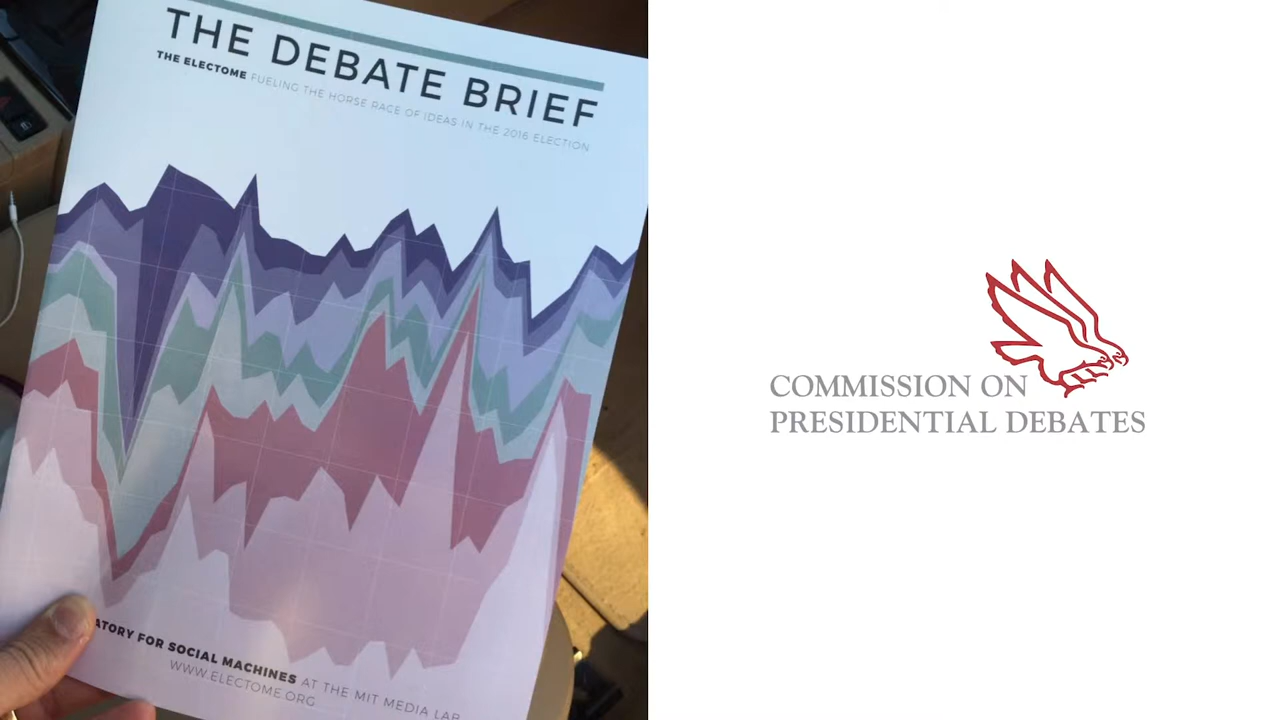 THE DEBATE BRIEF
THE ELECTOME FUELING THE HORSE RACE OF IDEAS IN THE 2016 ELECTION
ATORY FOR SOCIAL MACHINES AT THE MIT MEDIA LAB
WWW.ELECTOME.ORG
COMMISSION ON
PRESIDENTIAL DEBATES